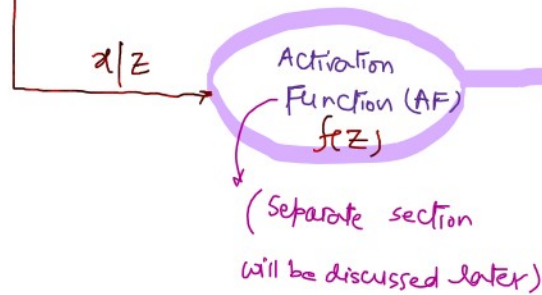 x/z
Activation
Function (AF)
f(z)
(Separate section
will be discussed later)